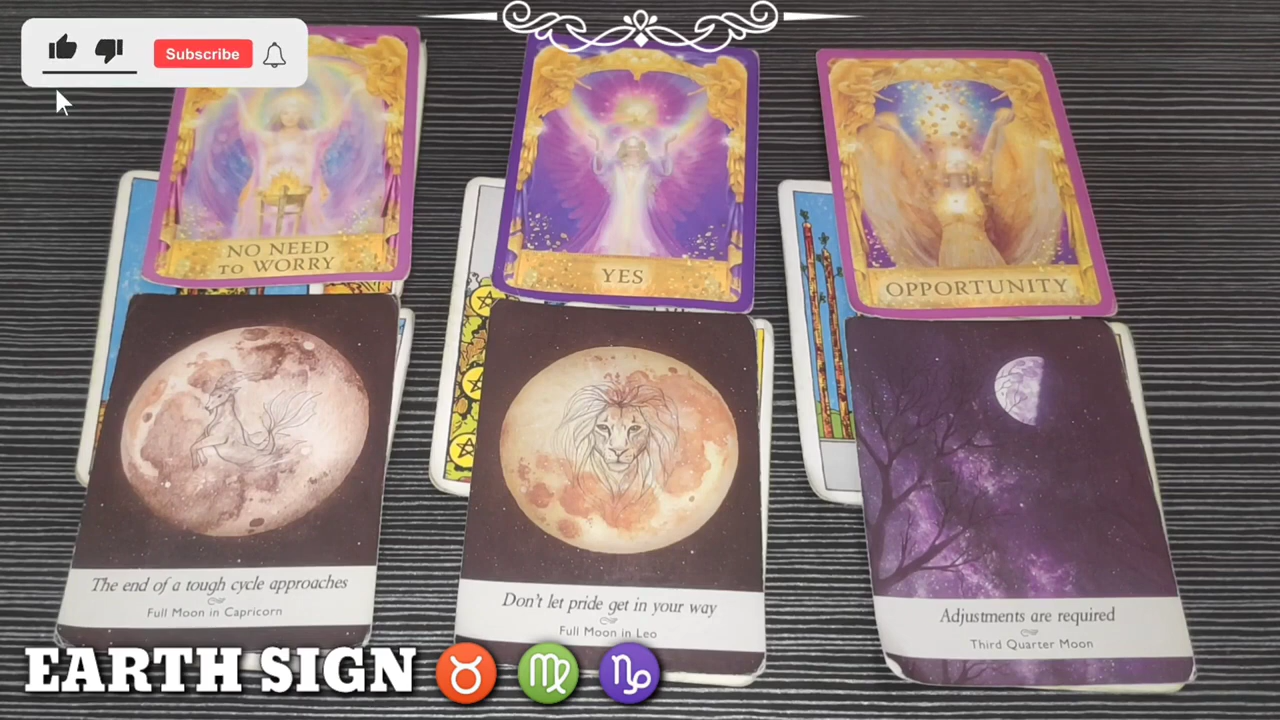 Subscribe
NO NEED
TO WORRY
YES
OPPORTUNITY
The end of a tough cycle approaches
Full Moon in Capricorn
Don't let pride get in your way
Full Moon in Leo
Adjustments are required
Third Quarter Moon
EARTH SIGN ♉ ♍ ♑